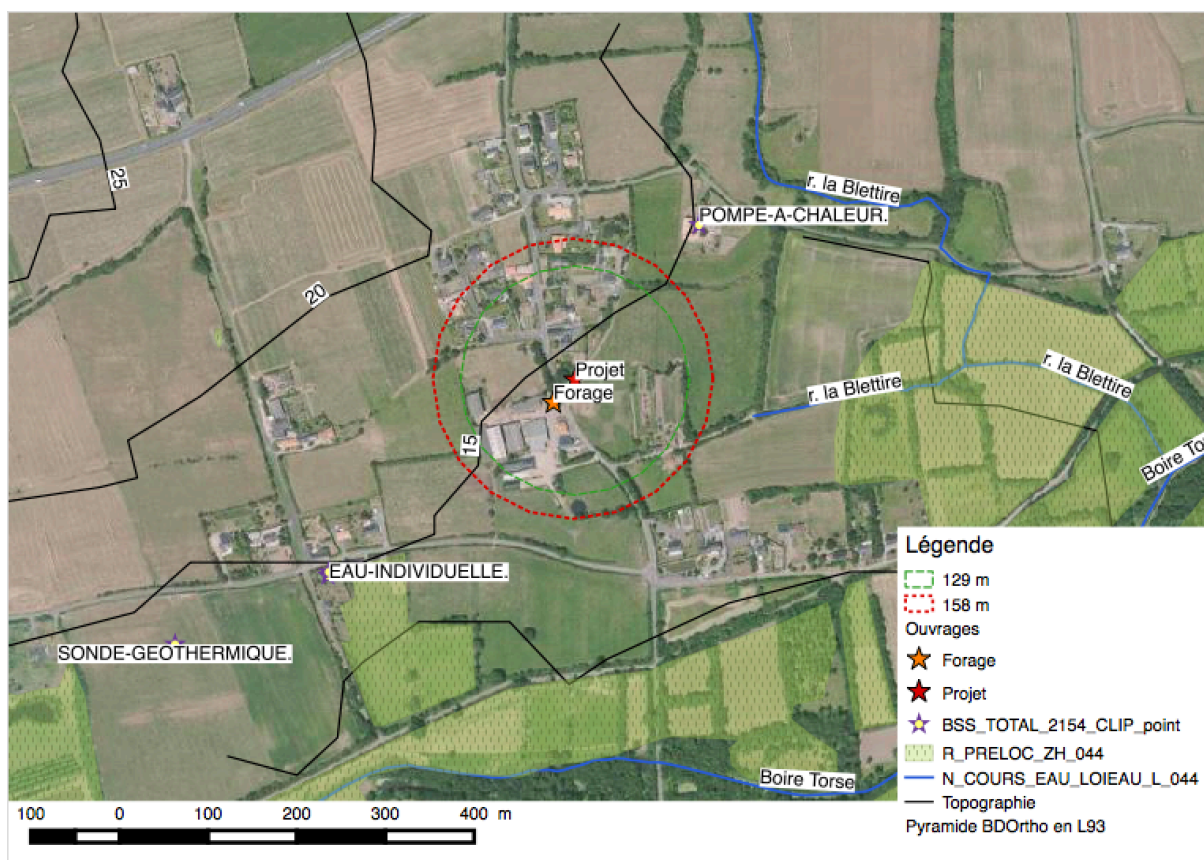 25
r. la Blettire
POMPE-A-CHALEUR.
20
Projet
Forage
r. la Blettire
r. la Blettire
15
Boire To
EAU-INDIVIDUELLE.
SONDE-GEOTHERMIQUE.
Boire Torse
Légende
129 m
158 m
Ouvrages
Forage
Projet
BSS_TOTAL_2154_CLIP_point
R_PRELOC_ZH_044
N_COURS_EAU_LOIEAU_L_044
Topographie
Pyramide BDOrtho en L93
100 0 100 200 300 400 m